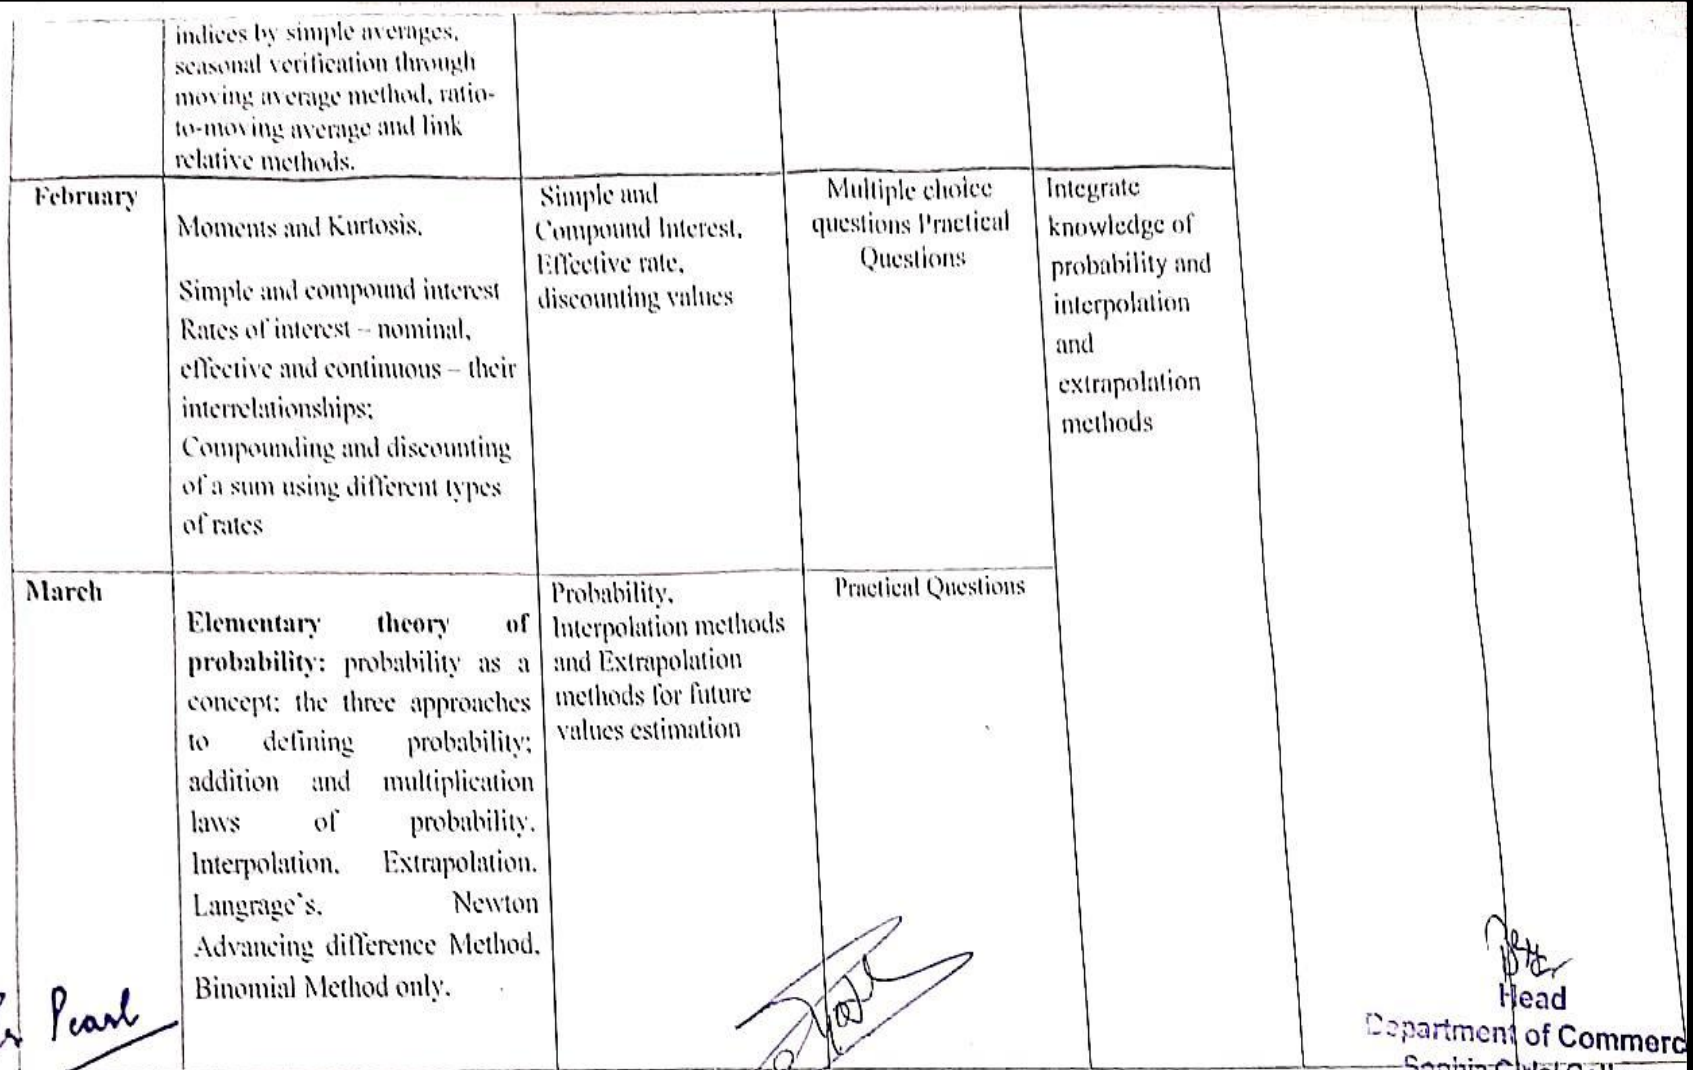 indices by simple averages,
seasonal verification through
moving average method, ratio-
to-moving average and link
relative methods.
February
Moments and Kurtosis.
Simple and compound interest
Rates of interest – nominal,
effective and continuous – their
interrelationships;
Compounding and discounting
of a sum using different types
of rates
Simple and
Compound Interest,
Effective rate,
discounting values
Multiple choice
questions Practical
Questions
Integrate
knowledge of
probability and
interpolation
and
extrapolation
methods
March
Elementary theory of
probability: probability as a
concept; the three approaches
to defining probability;
addition and multiplication
laws of probability.
Interpolation, Extrapolation.
Langrage's, Newton
Advancing difference Method,
Binomial Method only.
Probability,
Interpolation methods
and Extrapolation
methods for future
values estimation
Practical Questions
Pearl
Head
Department of Commerc